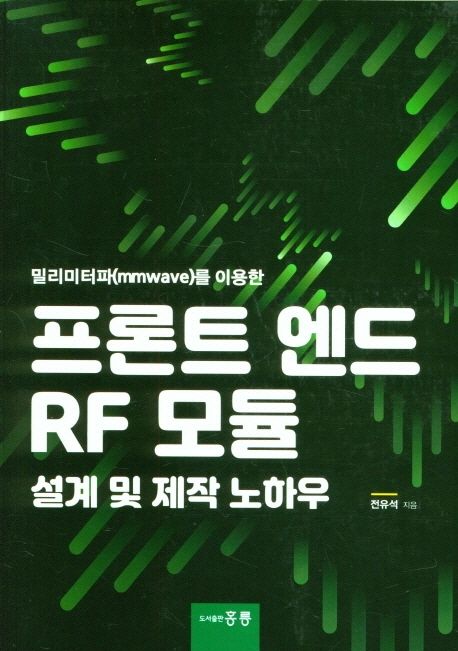 밀리미터파(mmwave)를 이용한
프론트 엔드
RF 모듈
설계 및 제작 노하우
전유석 지음
도서출판 홍릉